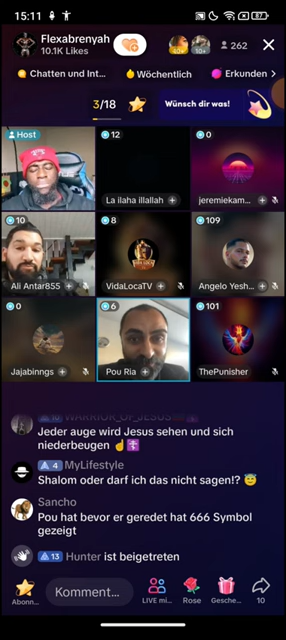 15:11
87
Flexabrenyah
10.1K Likes
40+
10+
262
Chatten und Int...
Wöchentlich
Erkunden
3/18
Wünsch dir was!
Host
12
La ilaha illallah
0
jeremiekam...
10
Ali Antar855
8
VidaLocaTV
109
Angelo Yesh...
0
Jajabinngs
6
Pou Ria
101
ThePunisher
WARRIOR_OF_JESUS
Jeder auge wird Jesus sehen und sich
niederbeugen
4 MyLifestyle
Shalom oder darf ich das nicht sagen!?
Sancho
Pou hat bevor er geredet hat 666 Symbol
gezeigt
13 Hunter ist beigetreten
Abonn...
Komment...
LIVE mi...
Rose
Gesche...
10